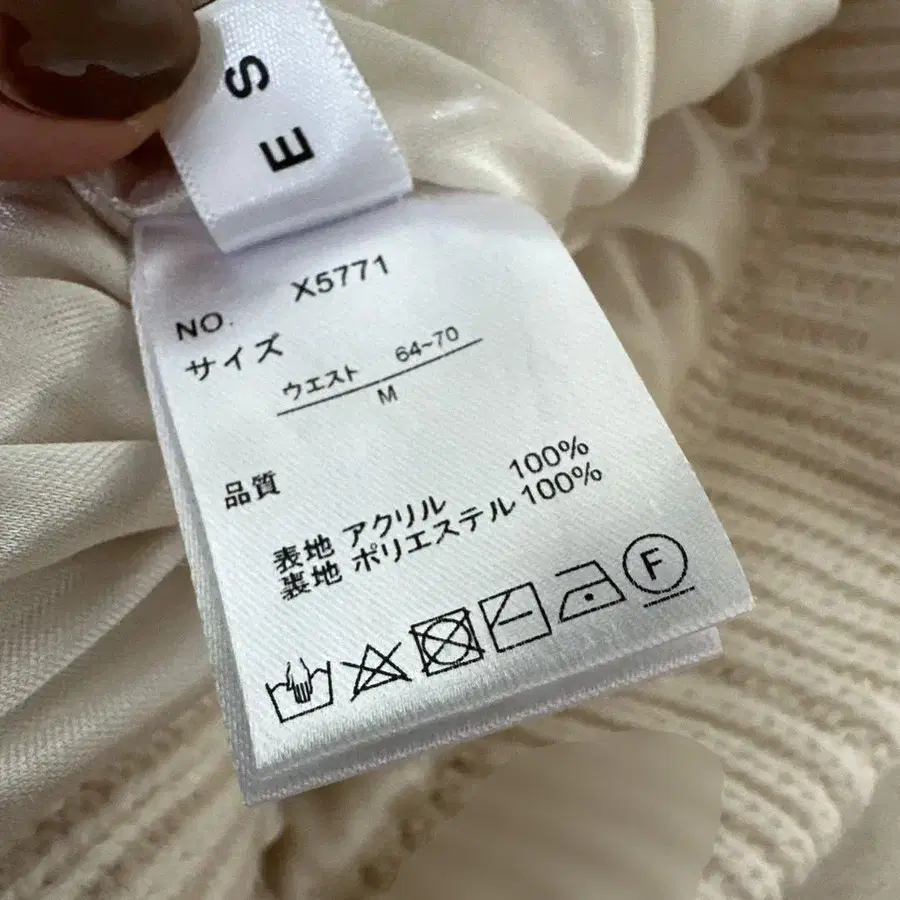 S
E
NO. X5771
サイズ
ウエスト 64~70
M
品質
表地 アクリル 100%
裏地 ポリエステル 100%
F